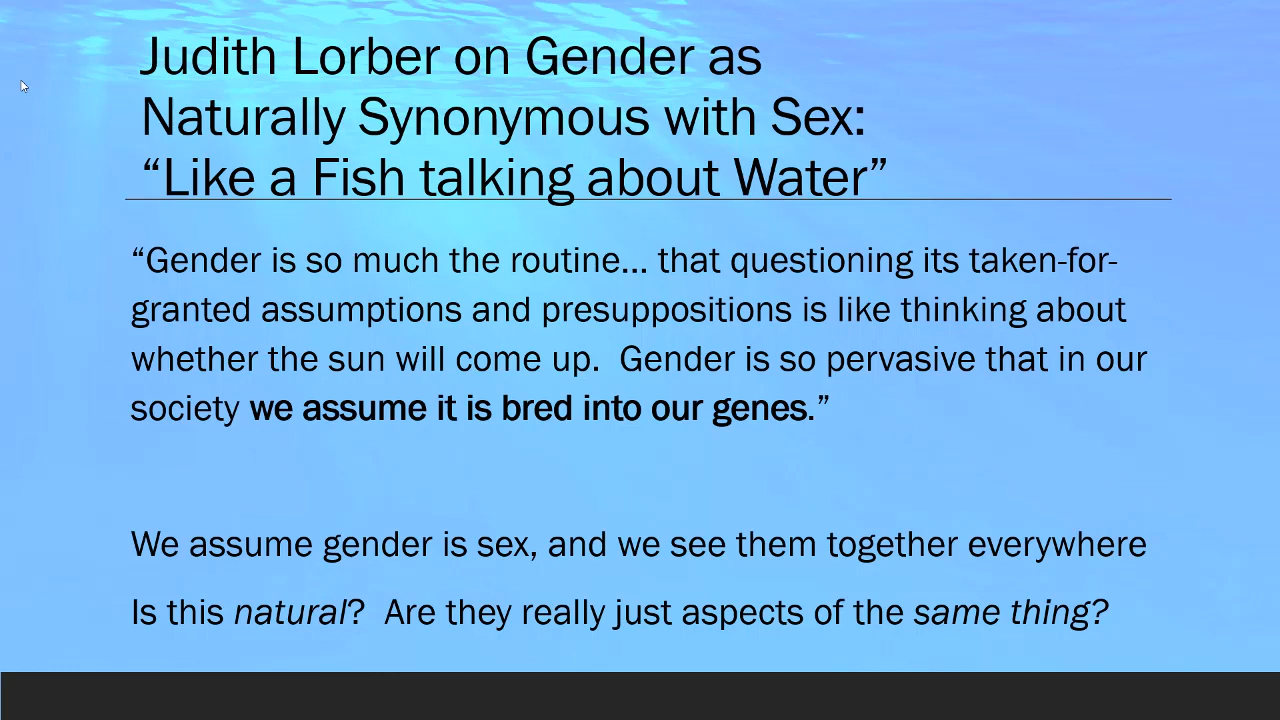 Judith Lorber on Gender as
Naturally Synonymous with Sex:
“Like a Fish talking about Water”
“Gender is so much the routine... that questioning its taken-for-
granted assumptions and presuppositions is like thinking about
whether the sun will come up.  Gender is so pervasive that in our
society we assume it is bred into our genes.”
We assume gender is sex, and we see them together everywhere
Is this natural?  Are they really just aspects of the same thing?